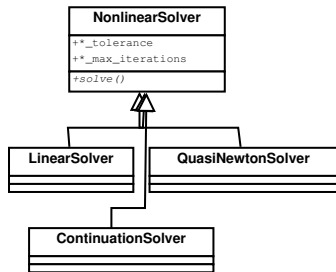 NonlinearSolver
+*_tolerance
+*_max_iterations
+solve()
LinearSolver
QuasiNewtonSolver
ContinuationSolver